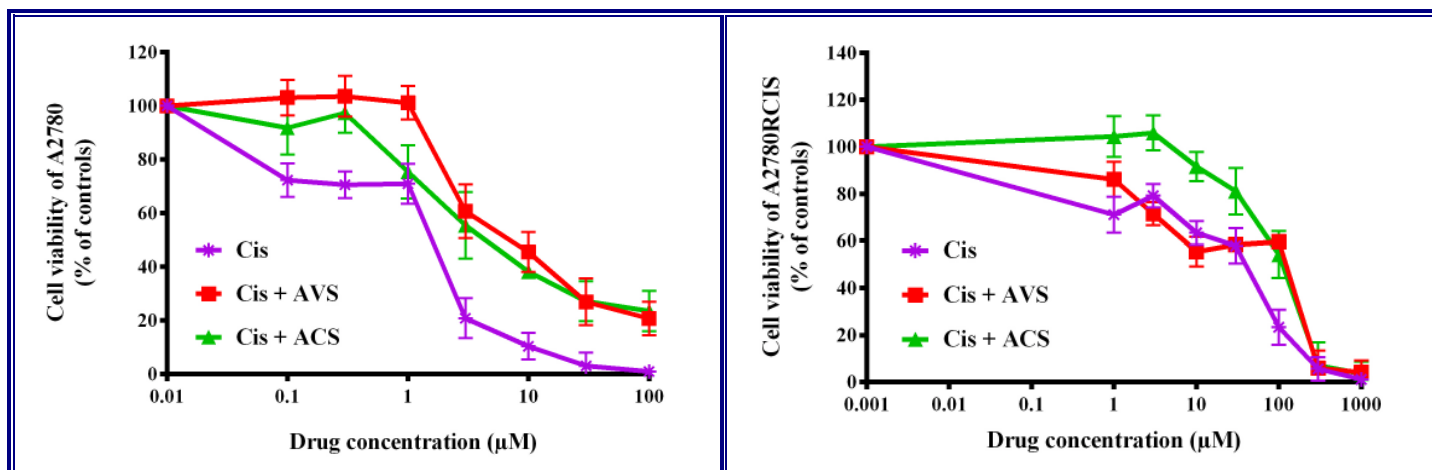 120
100
80
60
40
20
0
Cell viability of A2780
(% of controls)
Cis
Cis + AVS
Cis + ACS
0.01
0.1
1
10
100
Drug concentration (µM)
140
120
100
80
60
40
20
0
Cell viability of A2780RCIS
(% of controls)
Cis
Cis + AVS
Cis + ACS
0.001
0.01
0.1
1
10
100
1000
Drug concentration (µM)